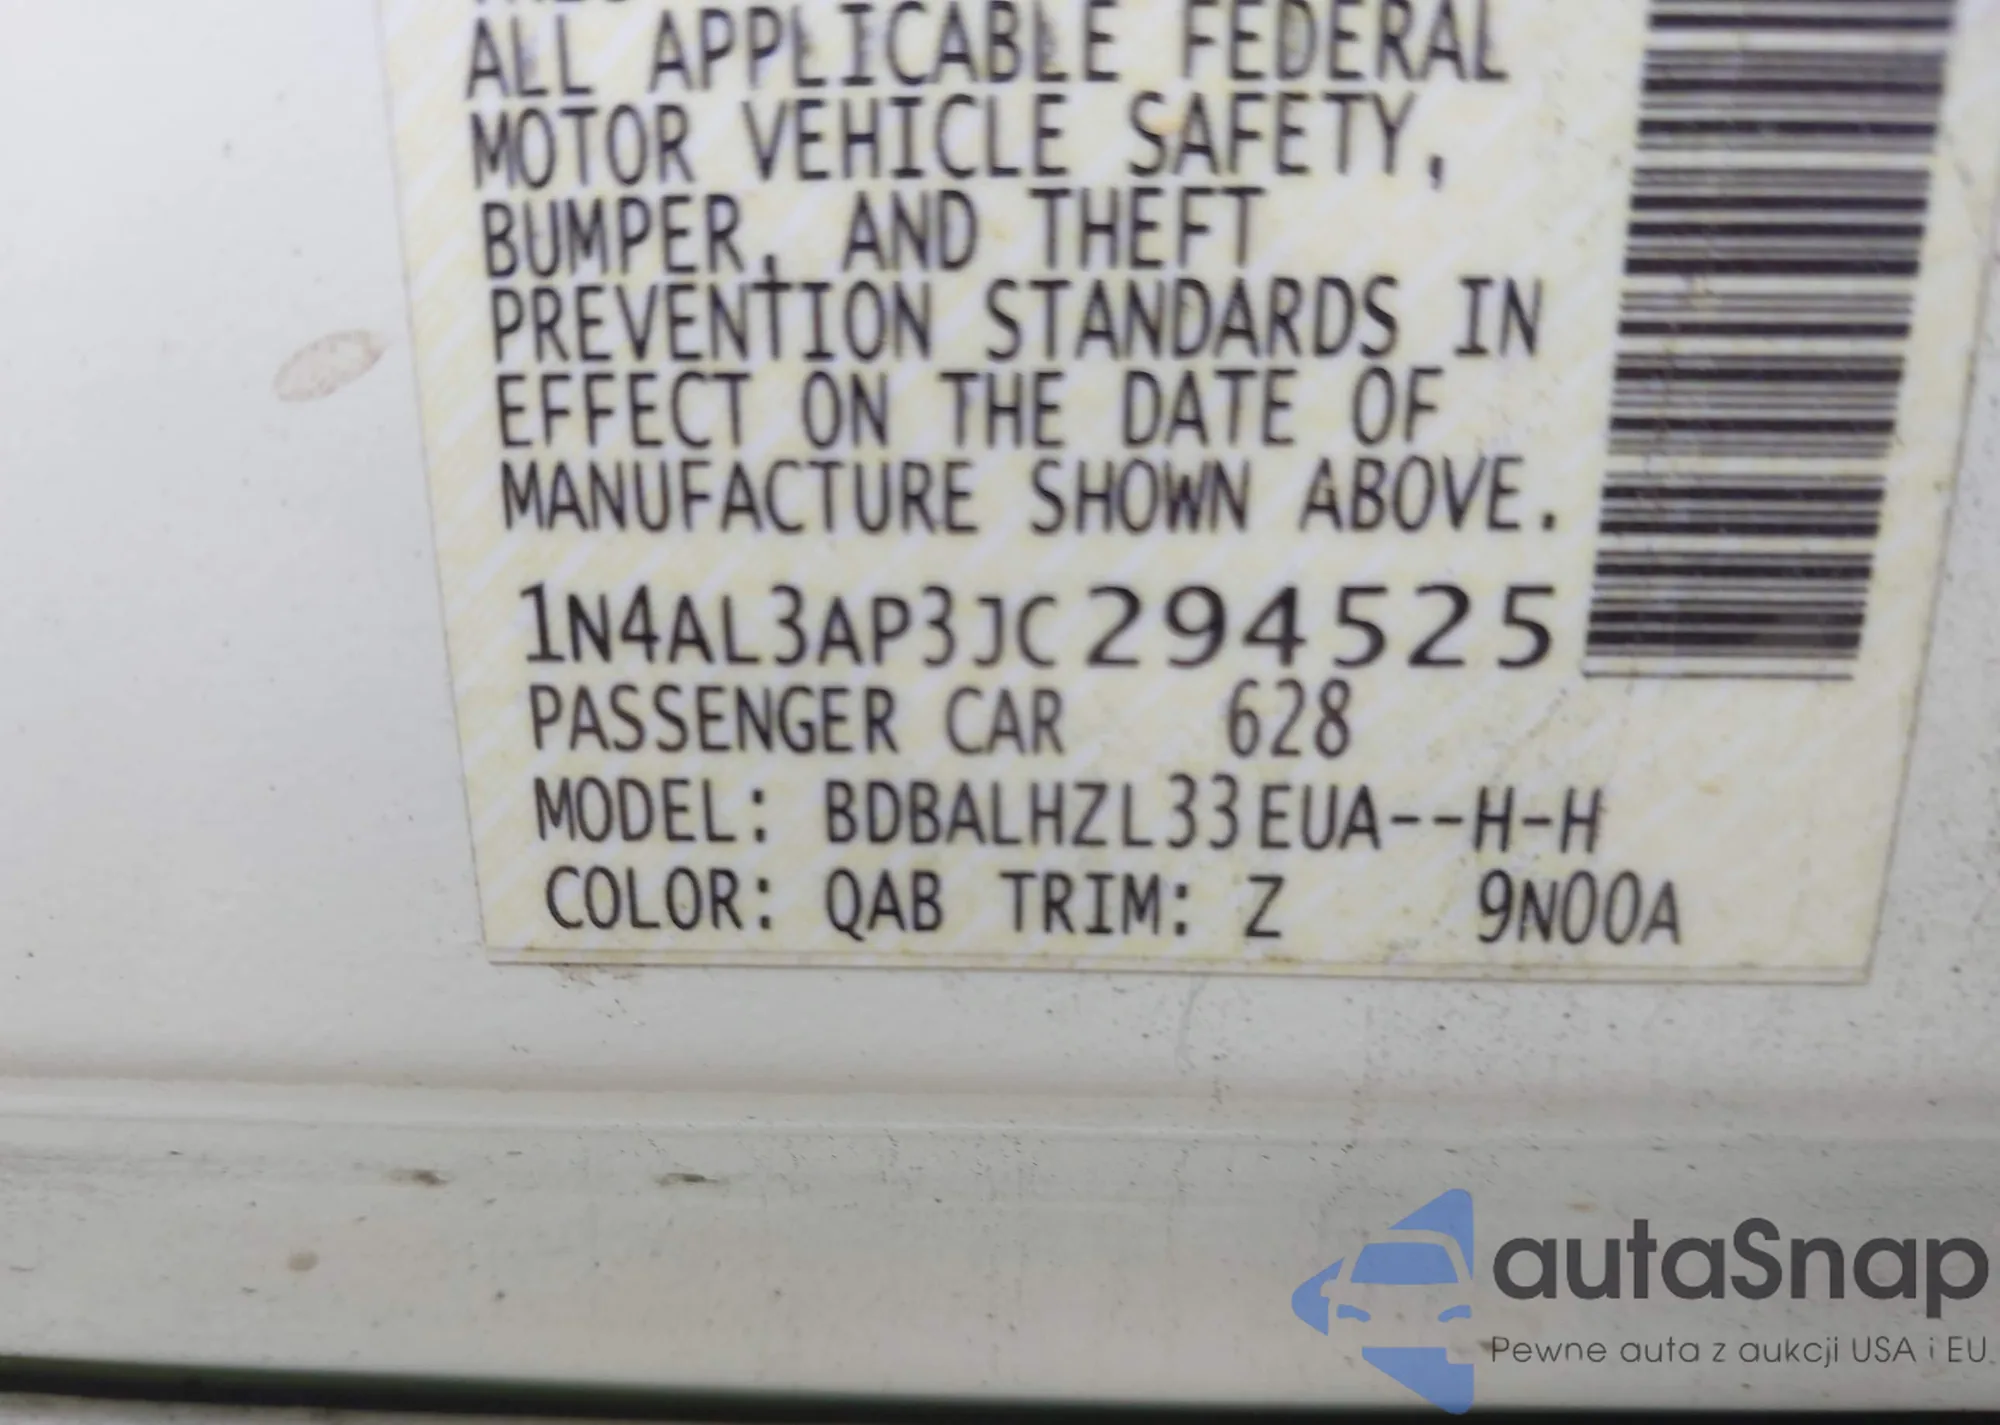 ALL APPLICABLE FEDERAL
MOTOR VEHICLE SAFETY,
BUMPER, AND THEFT
PREVENTION STANDARDS IN
EFFECT ON THE DATE OF
MANUFACTURE SHOWN ABOVE.
1N4AL3AP3JC294525
PASSENGER CAR 628
MODEL: BDBALHZL33EUA--H-H
COLOR: QAB TRIM: Z 9N00A
autaSnap
Pewne auta z aukcji USA i EU.